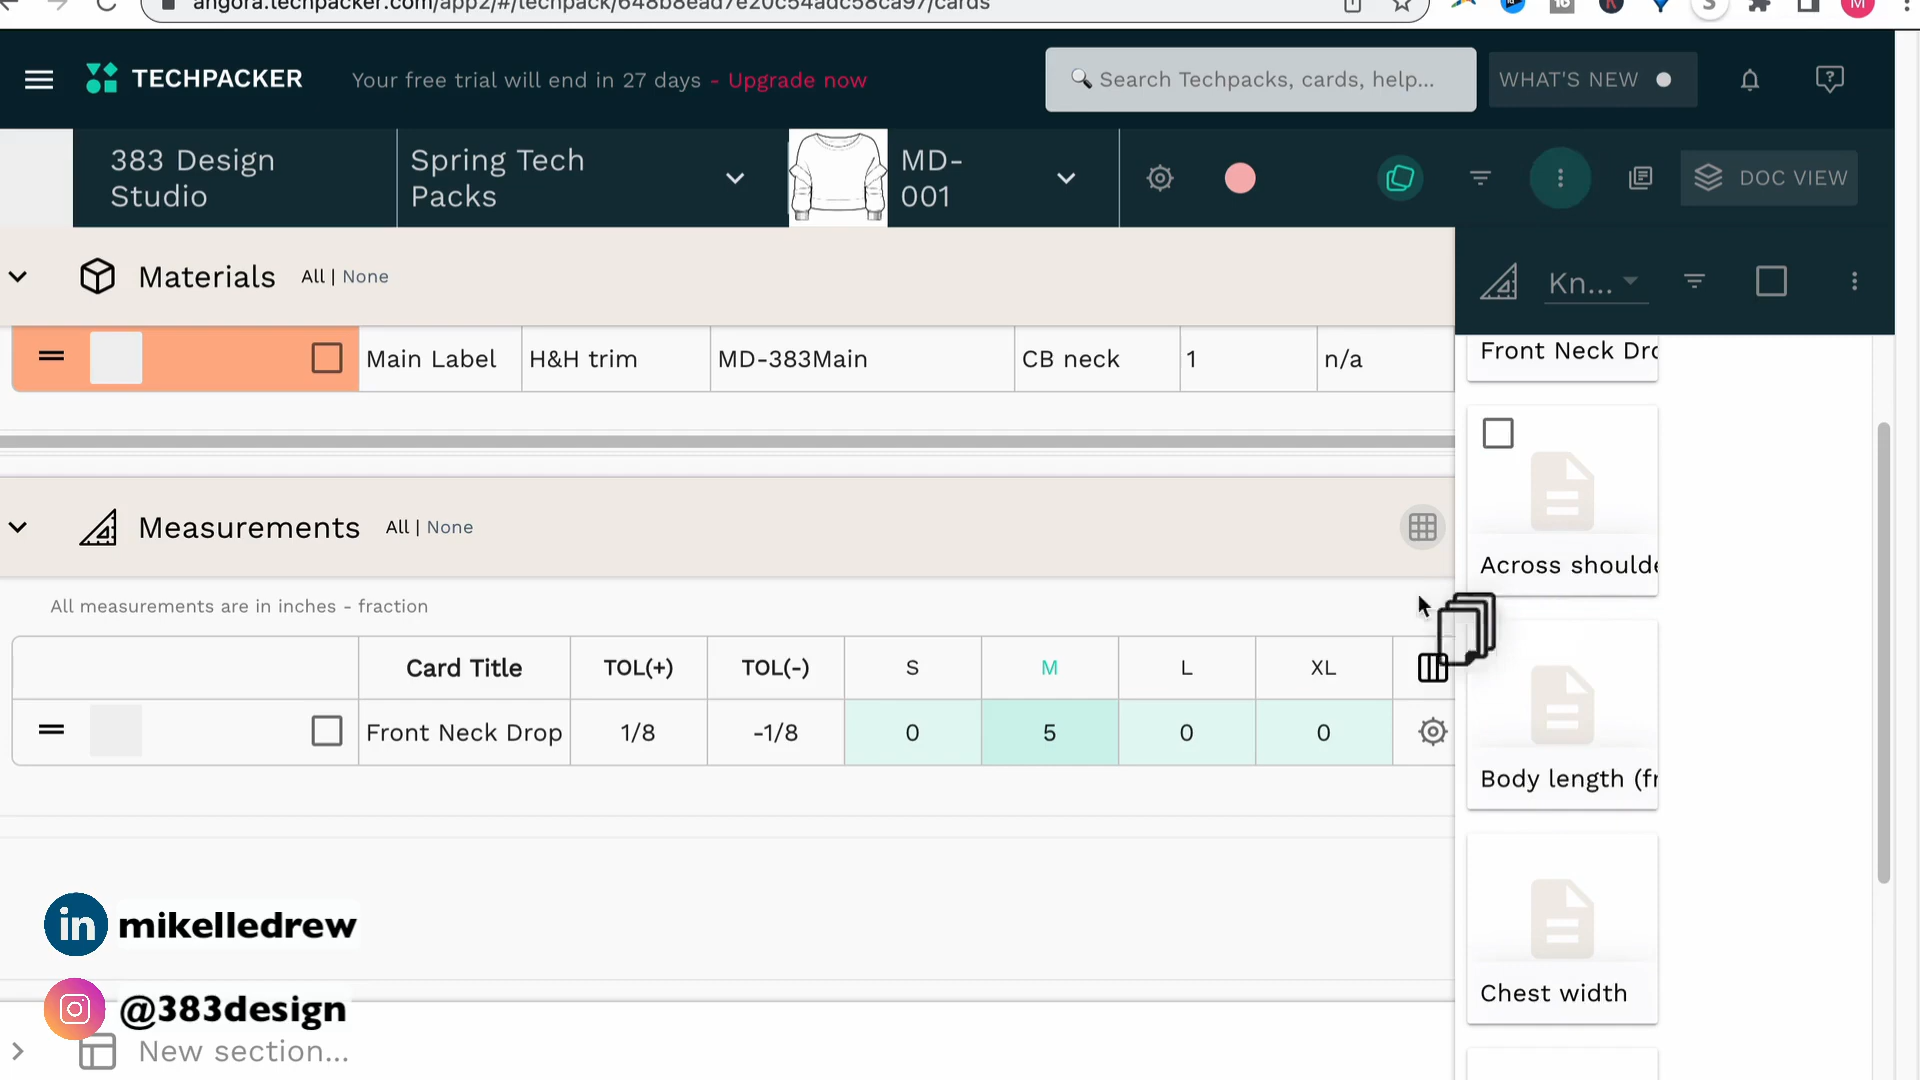 angora.techpacker.com/app2/#/techpack/648b8ead7e20c54adc58ca97/cards
TECHPACKER
Your free trial will end in 27 days - Upgrade now
Search Techpacks, cards, help...
WHAT'S NEW
383 Design
Studio
Spring Tech
Packs
MD-
001
DOC VIEW
Materials All | None
Kn...
Main Label H&H trim MD-383Main CB neck 1 n/a
Front Neck Dro
Across shoulde
Measurements All | None
All measurements are in inches - fraction
Card Title TOL(+) TOL(-) S M L XL
Front Neck Drop 1/8 -1/8 0 5 0 0
Body length (fr
Chest width
in mikelledrew
@383design
New section...